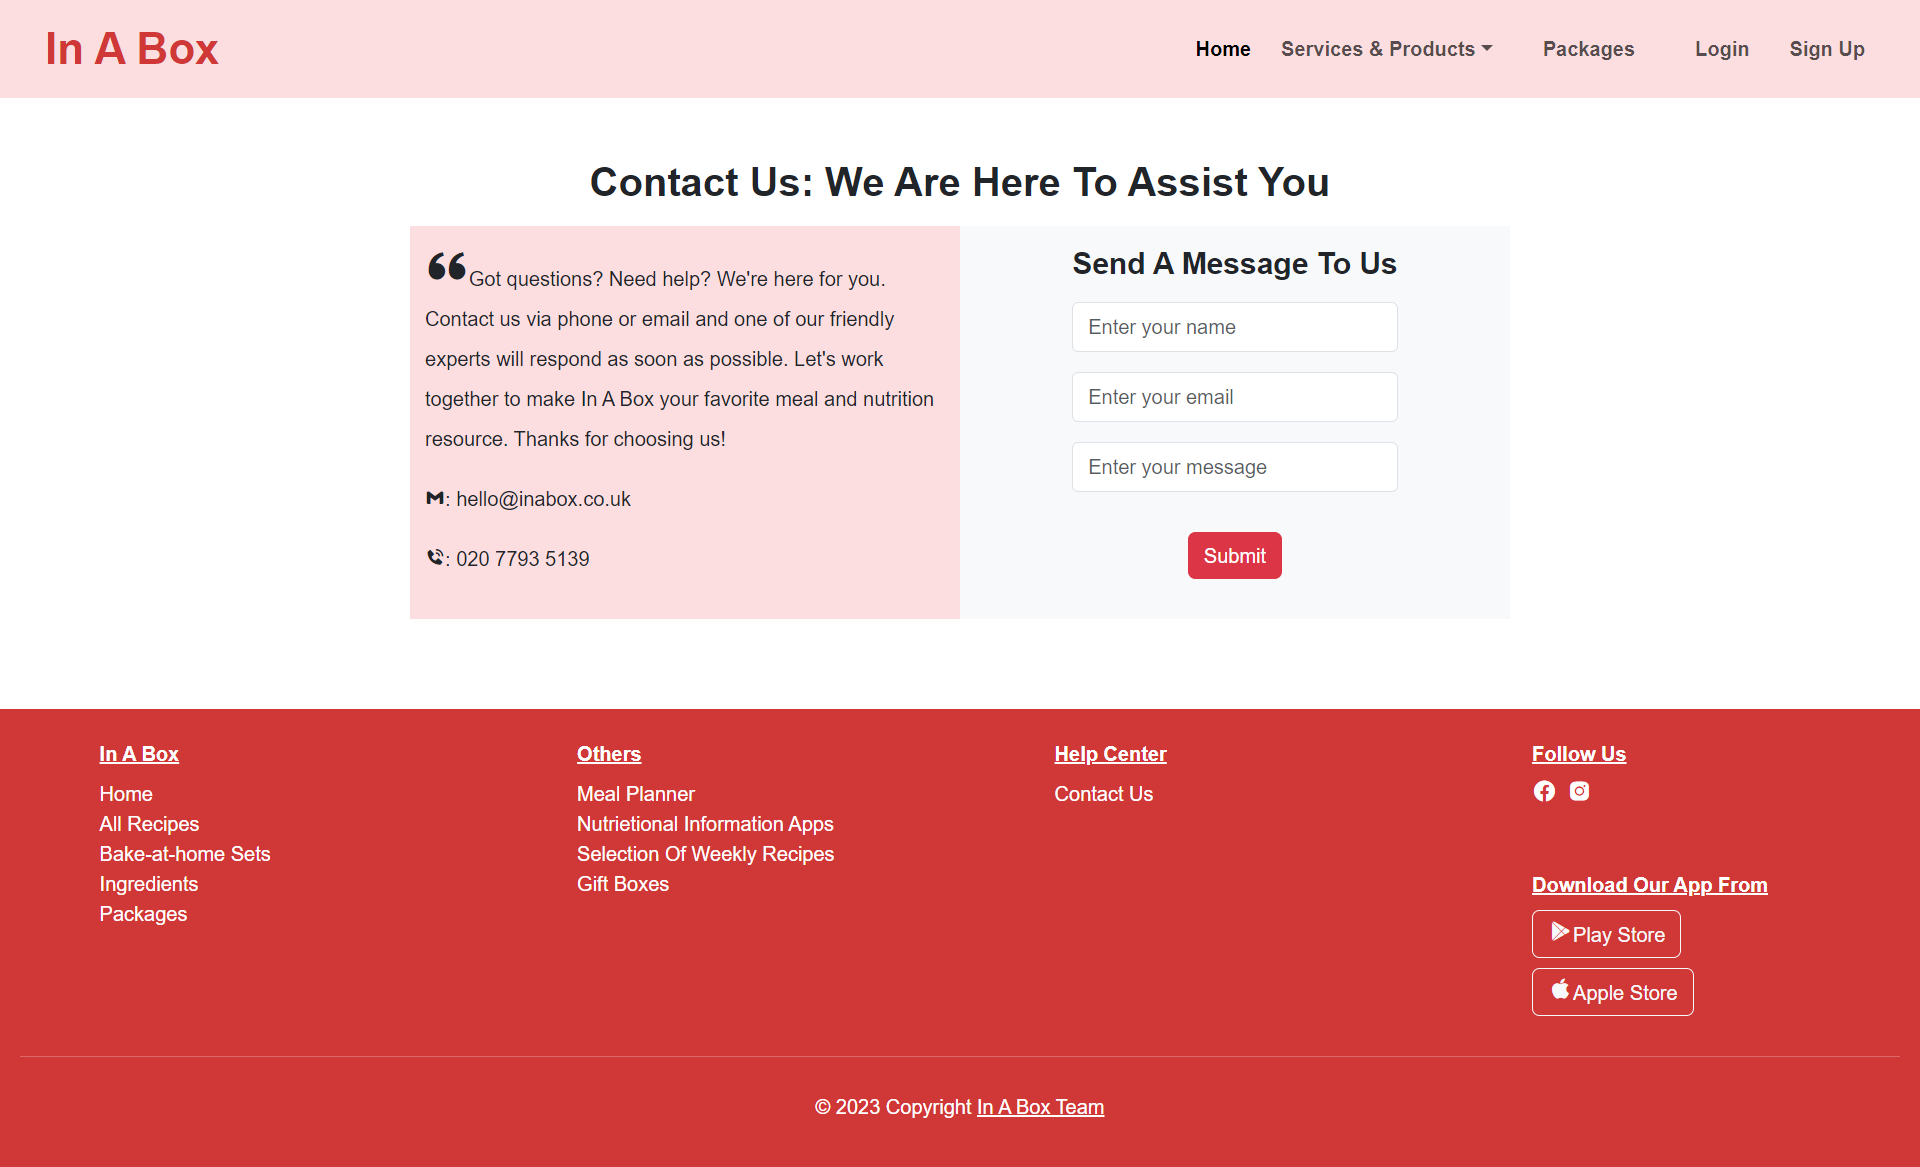 In A Box
Home Services & Products Packages Login Sign Up
Contact Us: We Are Here To Assist You
Got questions? Need help? We're here for you.
Contact us via phone or email and one of our friendly
experts will respond as soon as possible. Let's work
together to make In A Box your favorite meal and nutrition
resource. Thanks for choosing us!
: hello@inabox.co.uk
: 020 7793 5139
Send A Message To Us
Enter your name
Enter your email
Enter your message
Submit
In A Box
Home
All Recipes
Bake-at-home Sets
Ingredients
Packages
Others
Meal Planner
Nutrietional Information Apps
Selection Of Weekly Recipes
Gift Boxes
Help Center
Contact Us
Follow Us
Download Our App From
Play Store
Apple Store
© 2023 Copyright In A Box Team